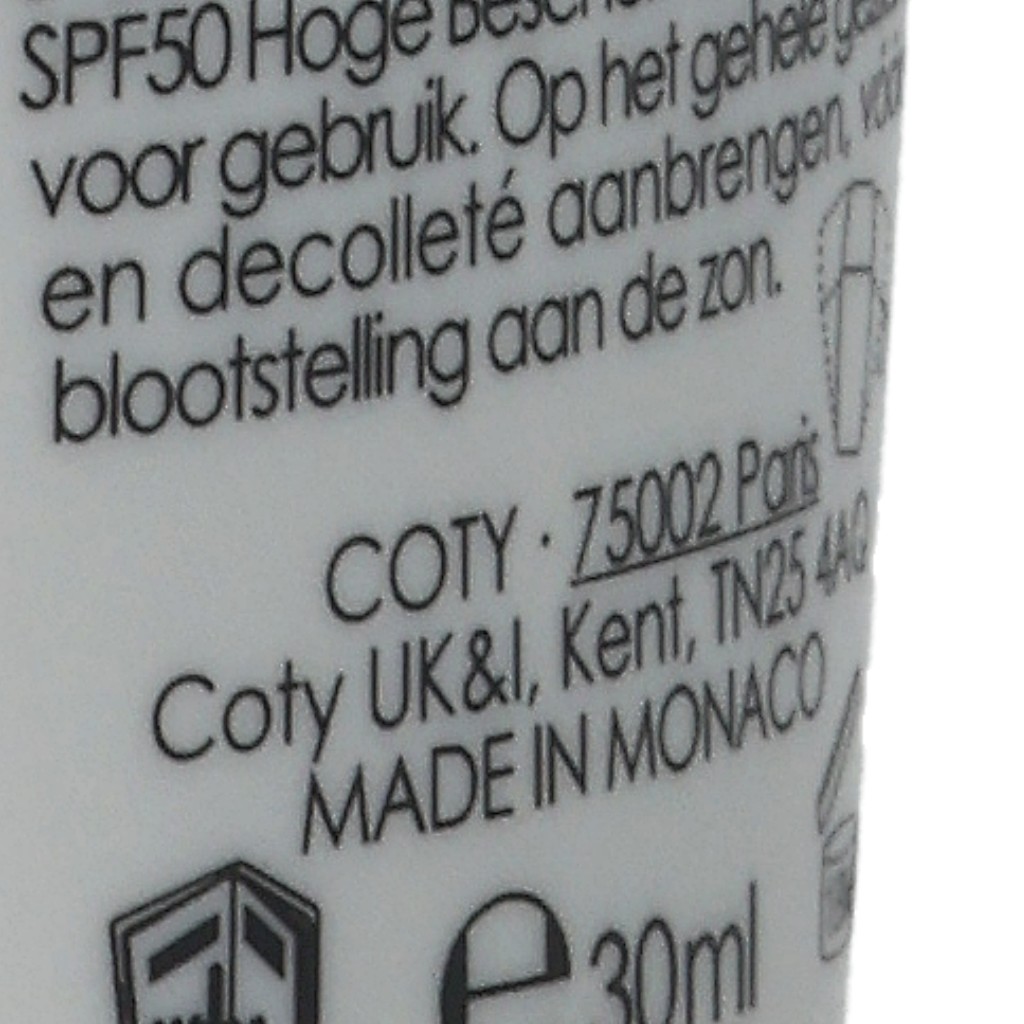 SPF50 Hoge
voor gebruik. Op het gehele
en decolleté aanbrengen,
blootstelling aan de zon.
COTY · 75002 Paris
Coty UK&I, Kent, TN25 4AQ
MADE IN MONACO
e 30ml